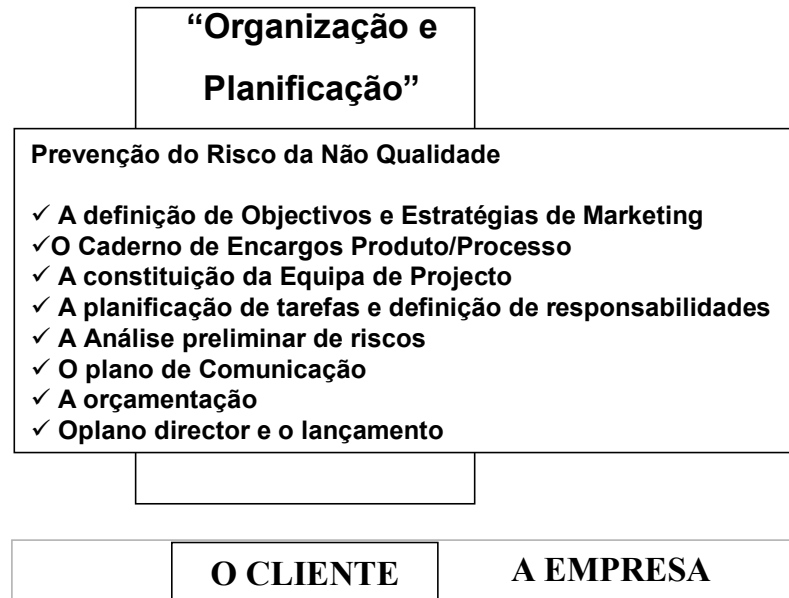 “Organização e
Planificação”
Prevenção do Risco da Não Qualidade
✓ A definição de Objectivos e Estratégias de Marketing
✓O Caderno de Encargos Produto/Processo
✓ A constituição da Equipa de Projecto
✓ A planificação de tarefas e definição de responsabilidades
✓ A Análise preliminar de riscos
✓ O plano de Comunicação
✓ A orçamentação
✓ Oplano director e o lançamento
O CLIENTE A EMPRESA